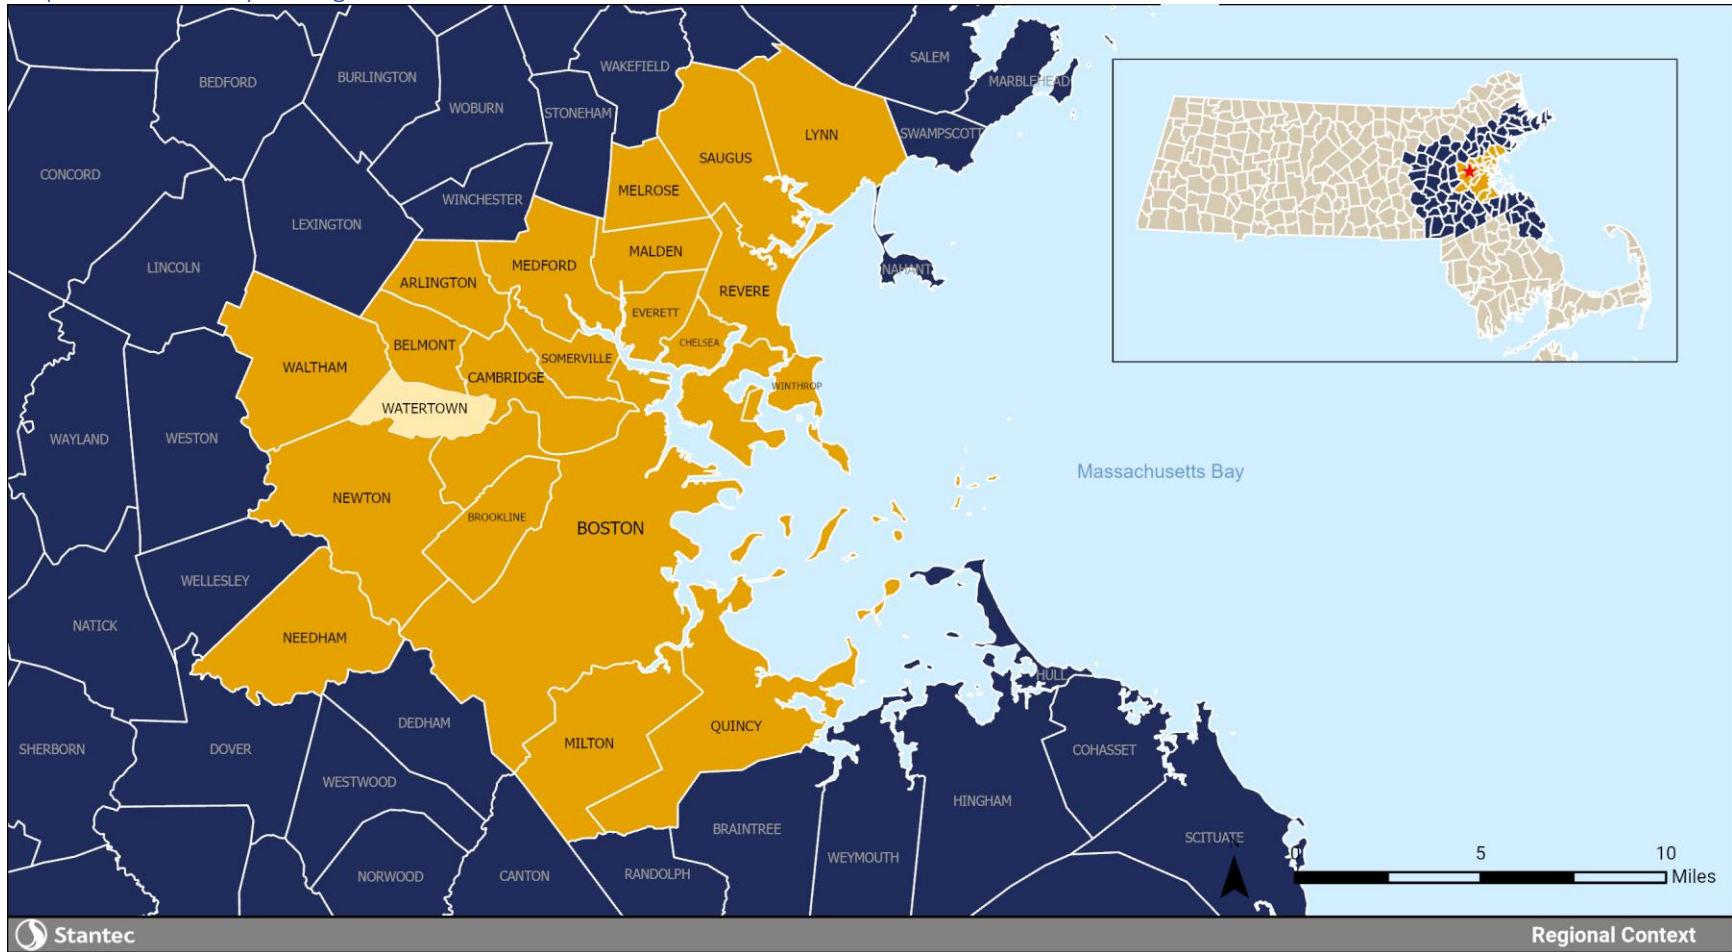 SALEM
WAKEFIELD
BURLINGTON
BEDFORD
MARBLEHEAD
WOBURN
STONEHAM
LYNN
SWAMPSCOTT
SAUGUS
CONCORD
MELROSE
WINCHESTER
LEXINGTON
MALDEN
MEDFORD
LINCOLN
NAHANT
ARLINGTON
REVERE
EVERETT
CHELSEA
BELMONT
SOMERVILLE
WALTHAM
CAMBRIDGE
WINTHROP
WATERTOWN
WAYLAND
WESTON
Massachusetts Bay
NEWTON
BROOKLINE
BOSTON
WELLESLEY
NATICK
NEEDHAM
HULL
DEDHAM
QUINCY
MILTON
SHERBORN
DOVER
COHASSET
WESTWOOD
HINGHAM
BRAINTREE
SCITUATE
0 5 10
WEYMOUTH
RANDOLPH
CANTON
NORWOOD
Miles
Stantec
Regional Context